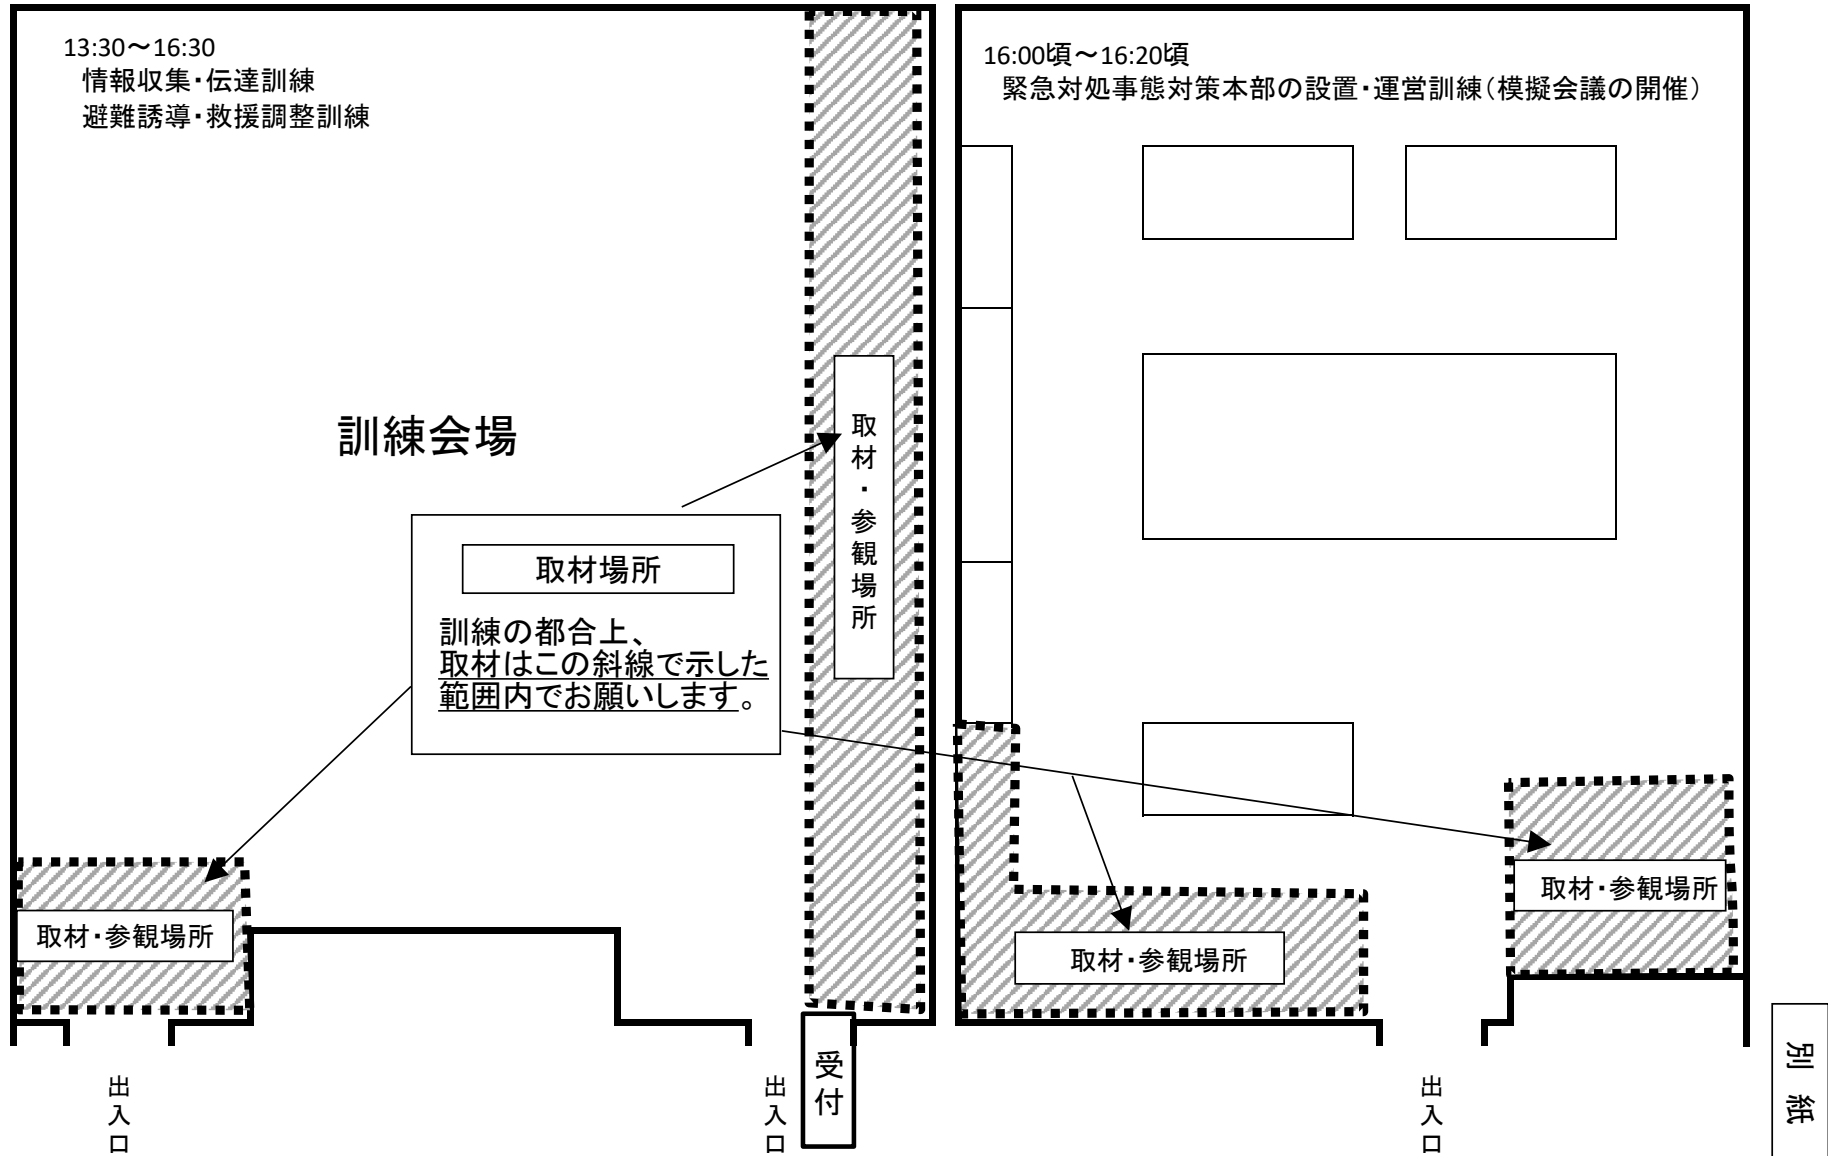 13:30～16:30
情報収集・伝達訓練
避難誘導・救援調整訓練
訓練会場
取材場所
訓練の都合上、
取材はこの斜線で示した
範囲内でお願いします。
取材・参観場所
取材・参観場所
出入口
出入口
受付
16:00頃～16:20頃
緊急対処事態対策本部の設置・運営訓練（模擬会議の開催）
取材・参観場所
取材・参観場所
出入口
別紙